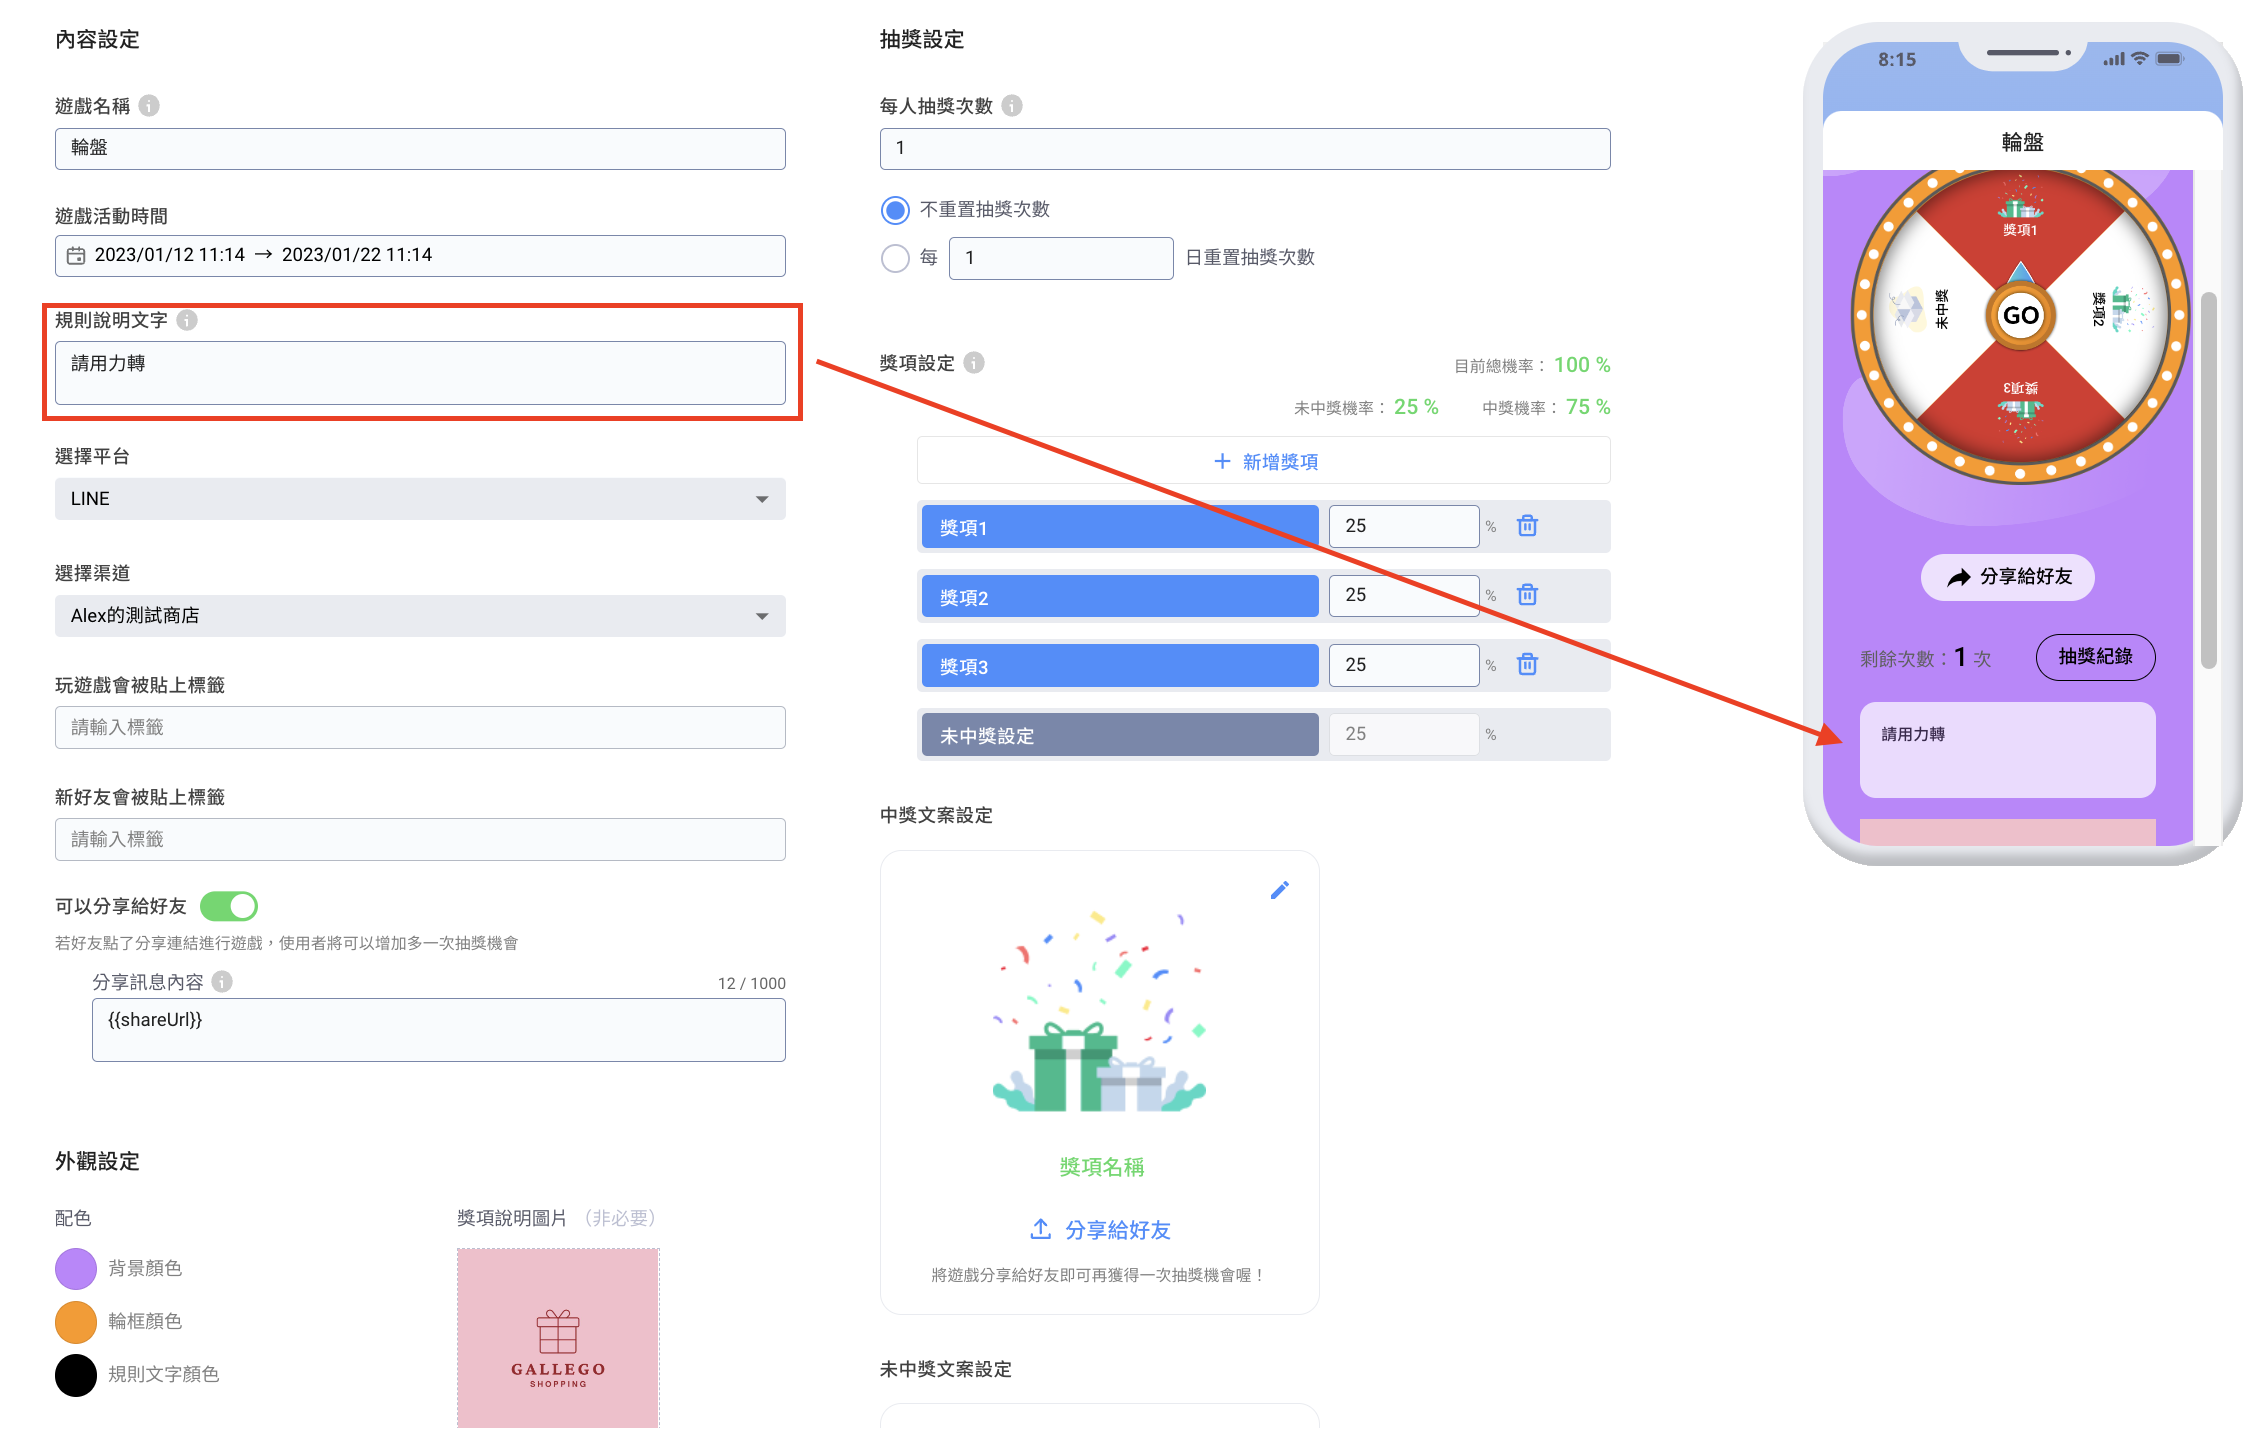 內容設定
遊戲名稱
輪盤
遊戲活動時間
2023/01/12 11:14 → 2023/01/22 11:14
規則說明文字
請用力轉
選擇平台
LINE
選擇渠道
Alex的測試商店
玩遊戲會被貼上標籤
請輸入標籤
新好友會被貼上標籤
請輸入標籤
可以分享給好友
若好友點了分享連結進行遊戲，使用者將可以增加多一次抽獎機會
分享訊息內容
12 / 1000
{{shareUrl}}
外觀設定
配色
背景顏色
輪框顏色
規則文字顏色
獎項說明圖片 （非必要）
GALLEGO
SHOPPING
抽獎設定
每人抽獎次數
1
不重置抽獎次數
每 1 日重置抽獎次數
獎項設定
目前總機率： 100 %
未中獎機率： 25 % 中獎機率： 75 %
+ 新增獎項
獎項1 25 %
獎項2 25 %
獎項3 25 %
未中獎設定 25 %
中獎文案設定
獎項名稱
分享給好友
將遊戲分享給好友即可再獲得一次抽獎機會喔！
未中獎文案設定
8:15
輪盤
獎項1
未中獎
GO
獎項2
獎項3
分享給好友
剩餘次數：1 次
抽獎紀錄
請用力轉